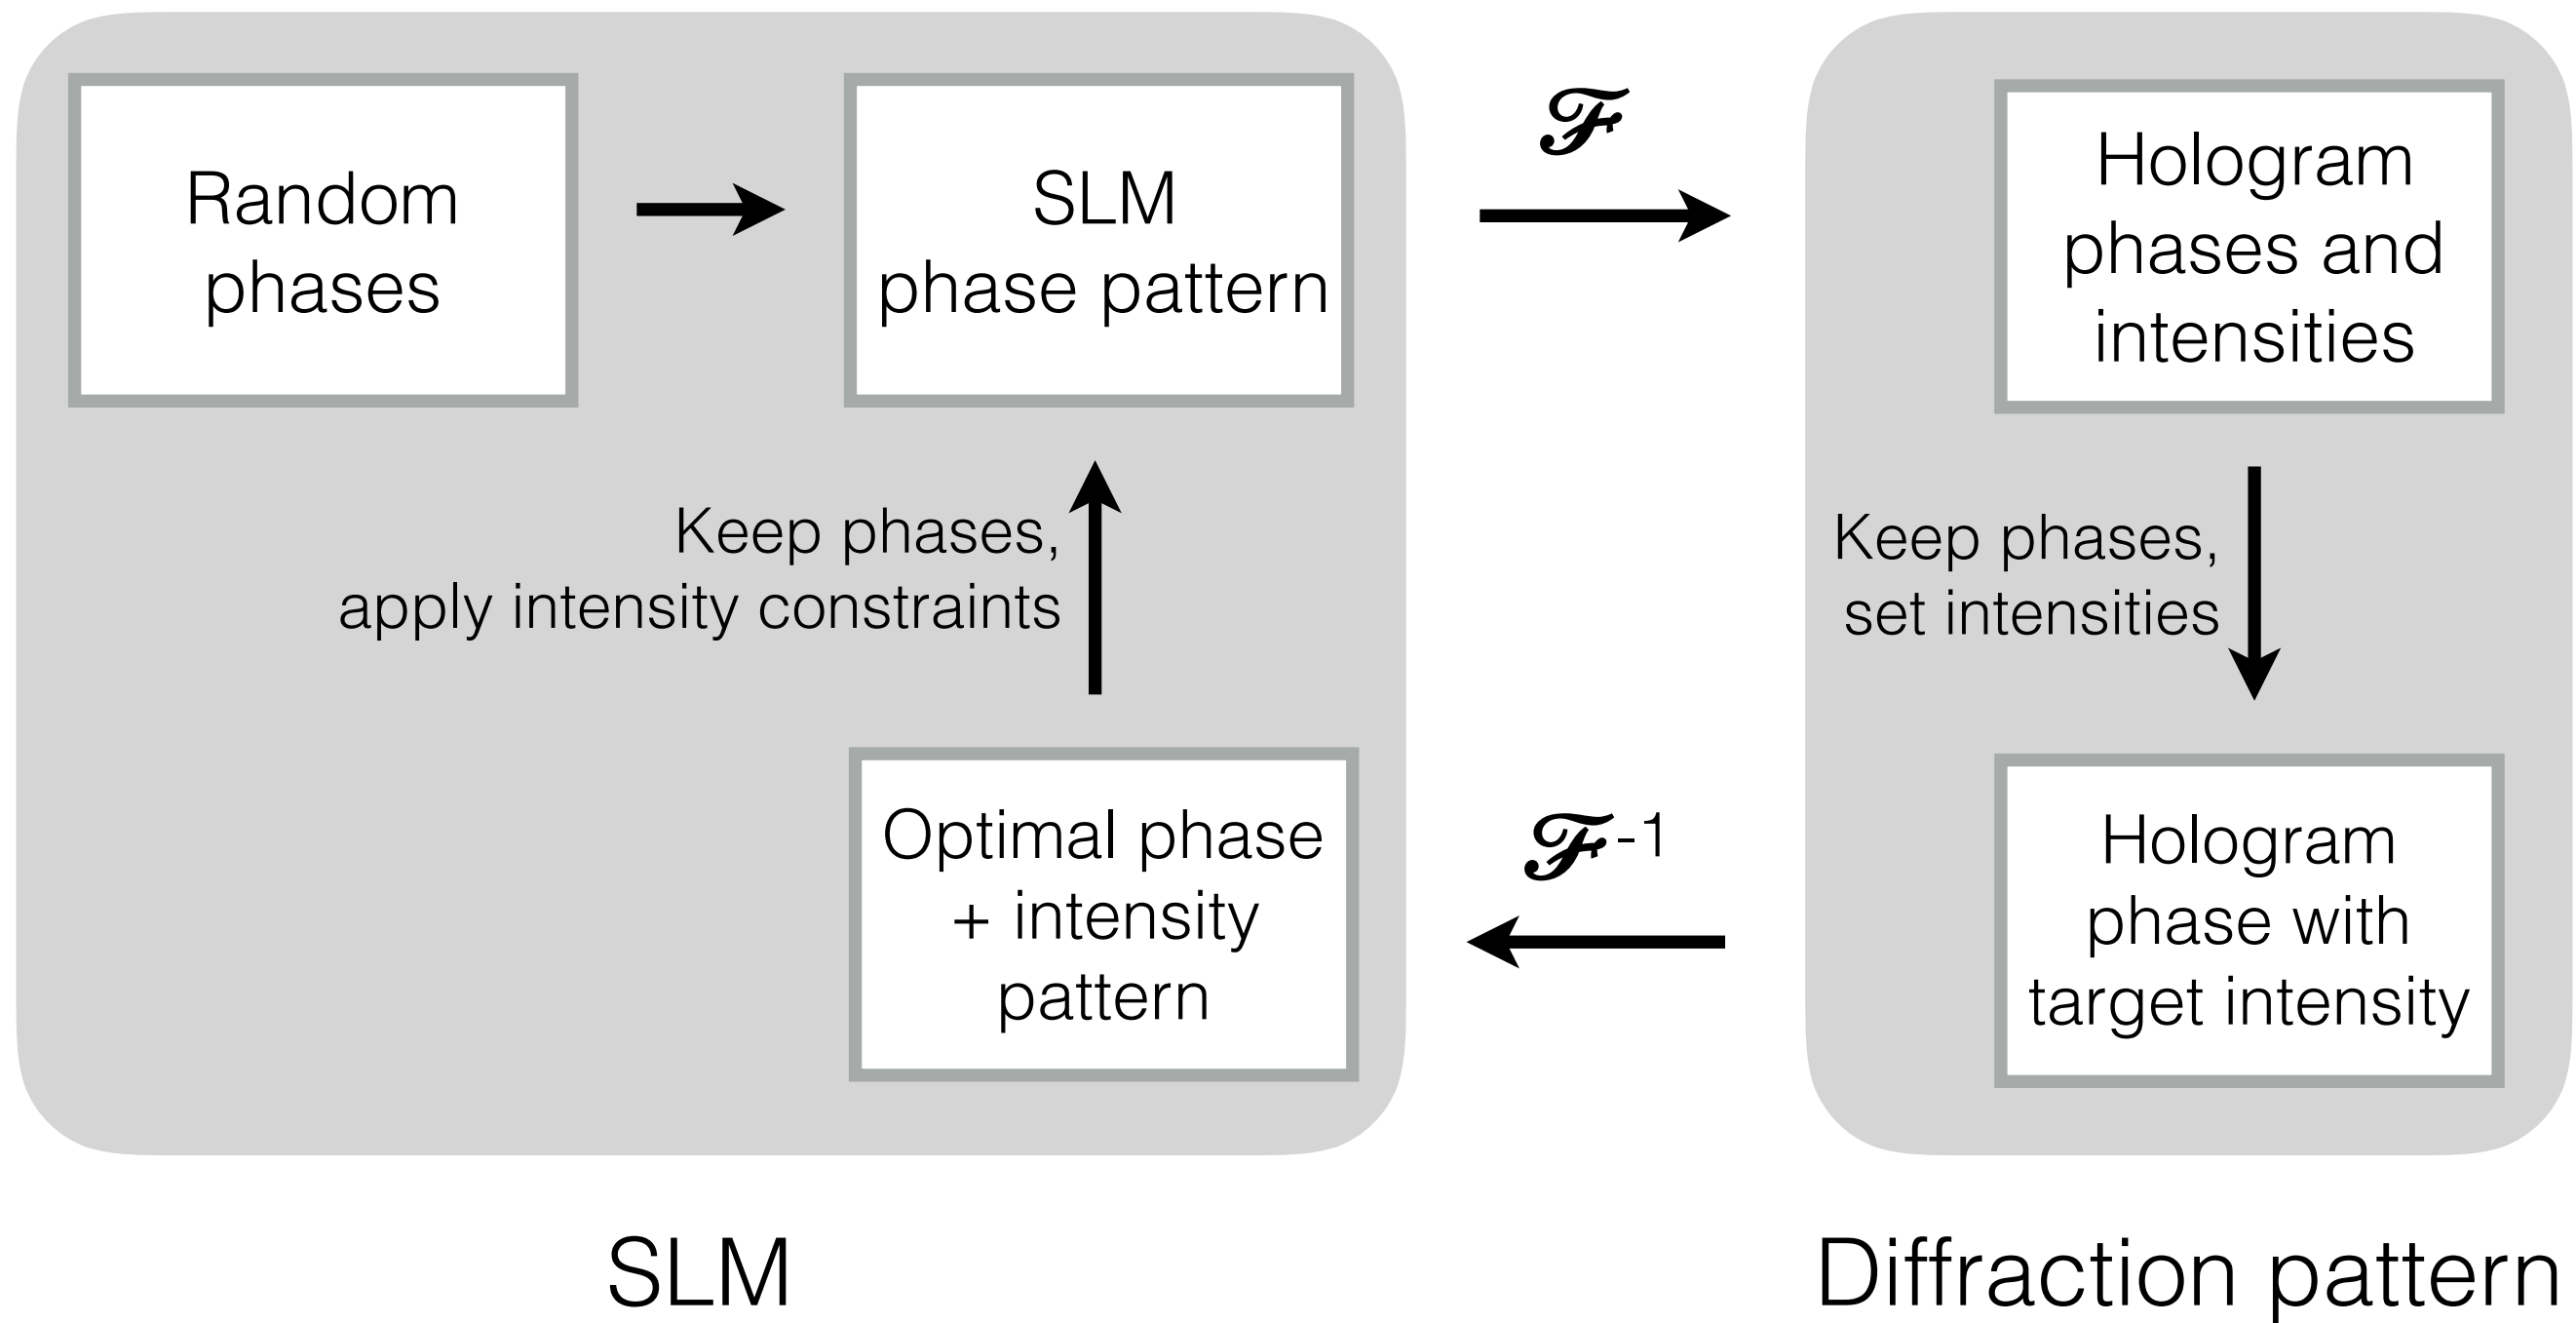 Random
phases
SLM
phase pattern
ℱ
Hologram
phases and
intensities
Keep phases,
apply intensity constraints
Keep phases,
set intensities
Optimal phase
+ intensity
pattern
ℱ-1
Hologram
phase with
target intensity
SLM
Diffraction pattern